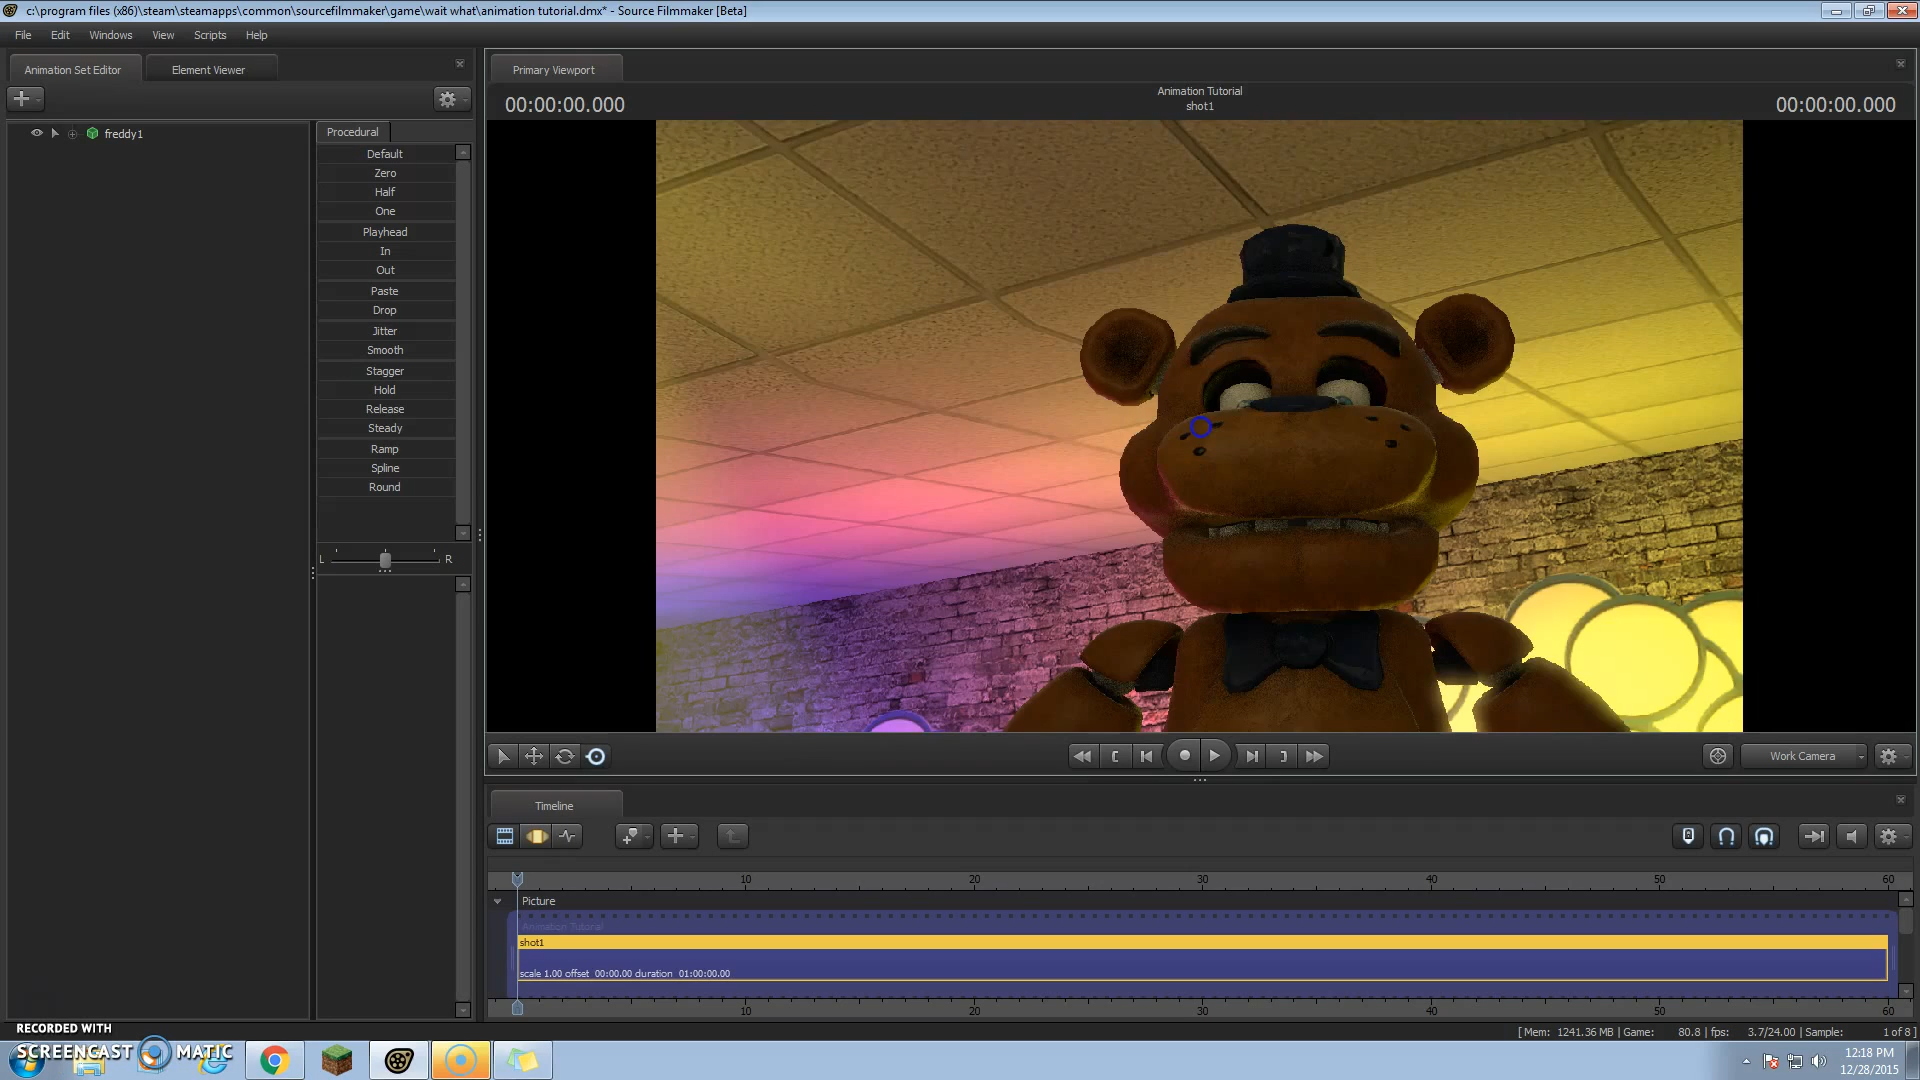 c:\program files (x86)\steam\steamapps\common\sourcefilmmaker\game\wait what\animation tutorial.dmx* - Source Filmmaker [Beta]
File Edit Windows View Scripts Help
Animation Set Editor Element Viewer
Primary Viewport
00:00:00.000
Animation Tutorial
shot1
00:00:00.000
freddy1
Procedural
Default
Zero
Half
One
Playhead
In
Out
Paste
Drop
Jitter
Smooth
Stagger
Hold
Release
Steady
Ramp
Spline
Round
L R
Work Camera
Timeline
10 20 30 40 50 60
Picture
Animation Tutorial
shot1
scale 1.00 offset 00:00.00 duration 01:00:00.00
10 20 30 40 50 60
[ Mem: 1241.36 MB | Game: 80.8 | fps: 3.7/24.00 | Sample: 1 of 8 ]
RECORDED WITH
SCREENCAST MATIC
12:18 PM
12/28/2015